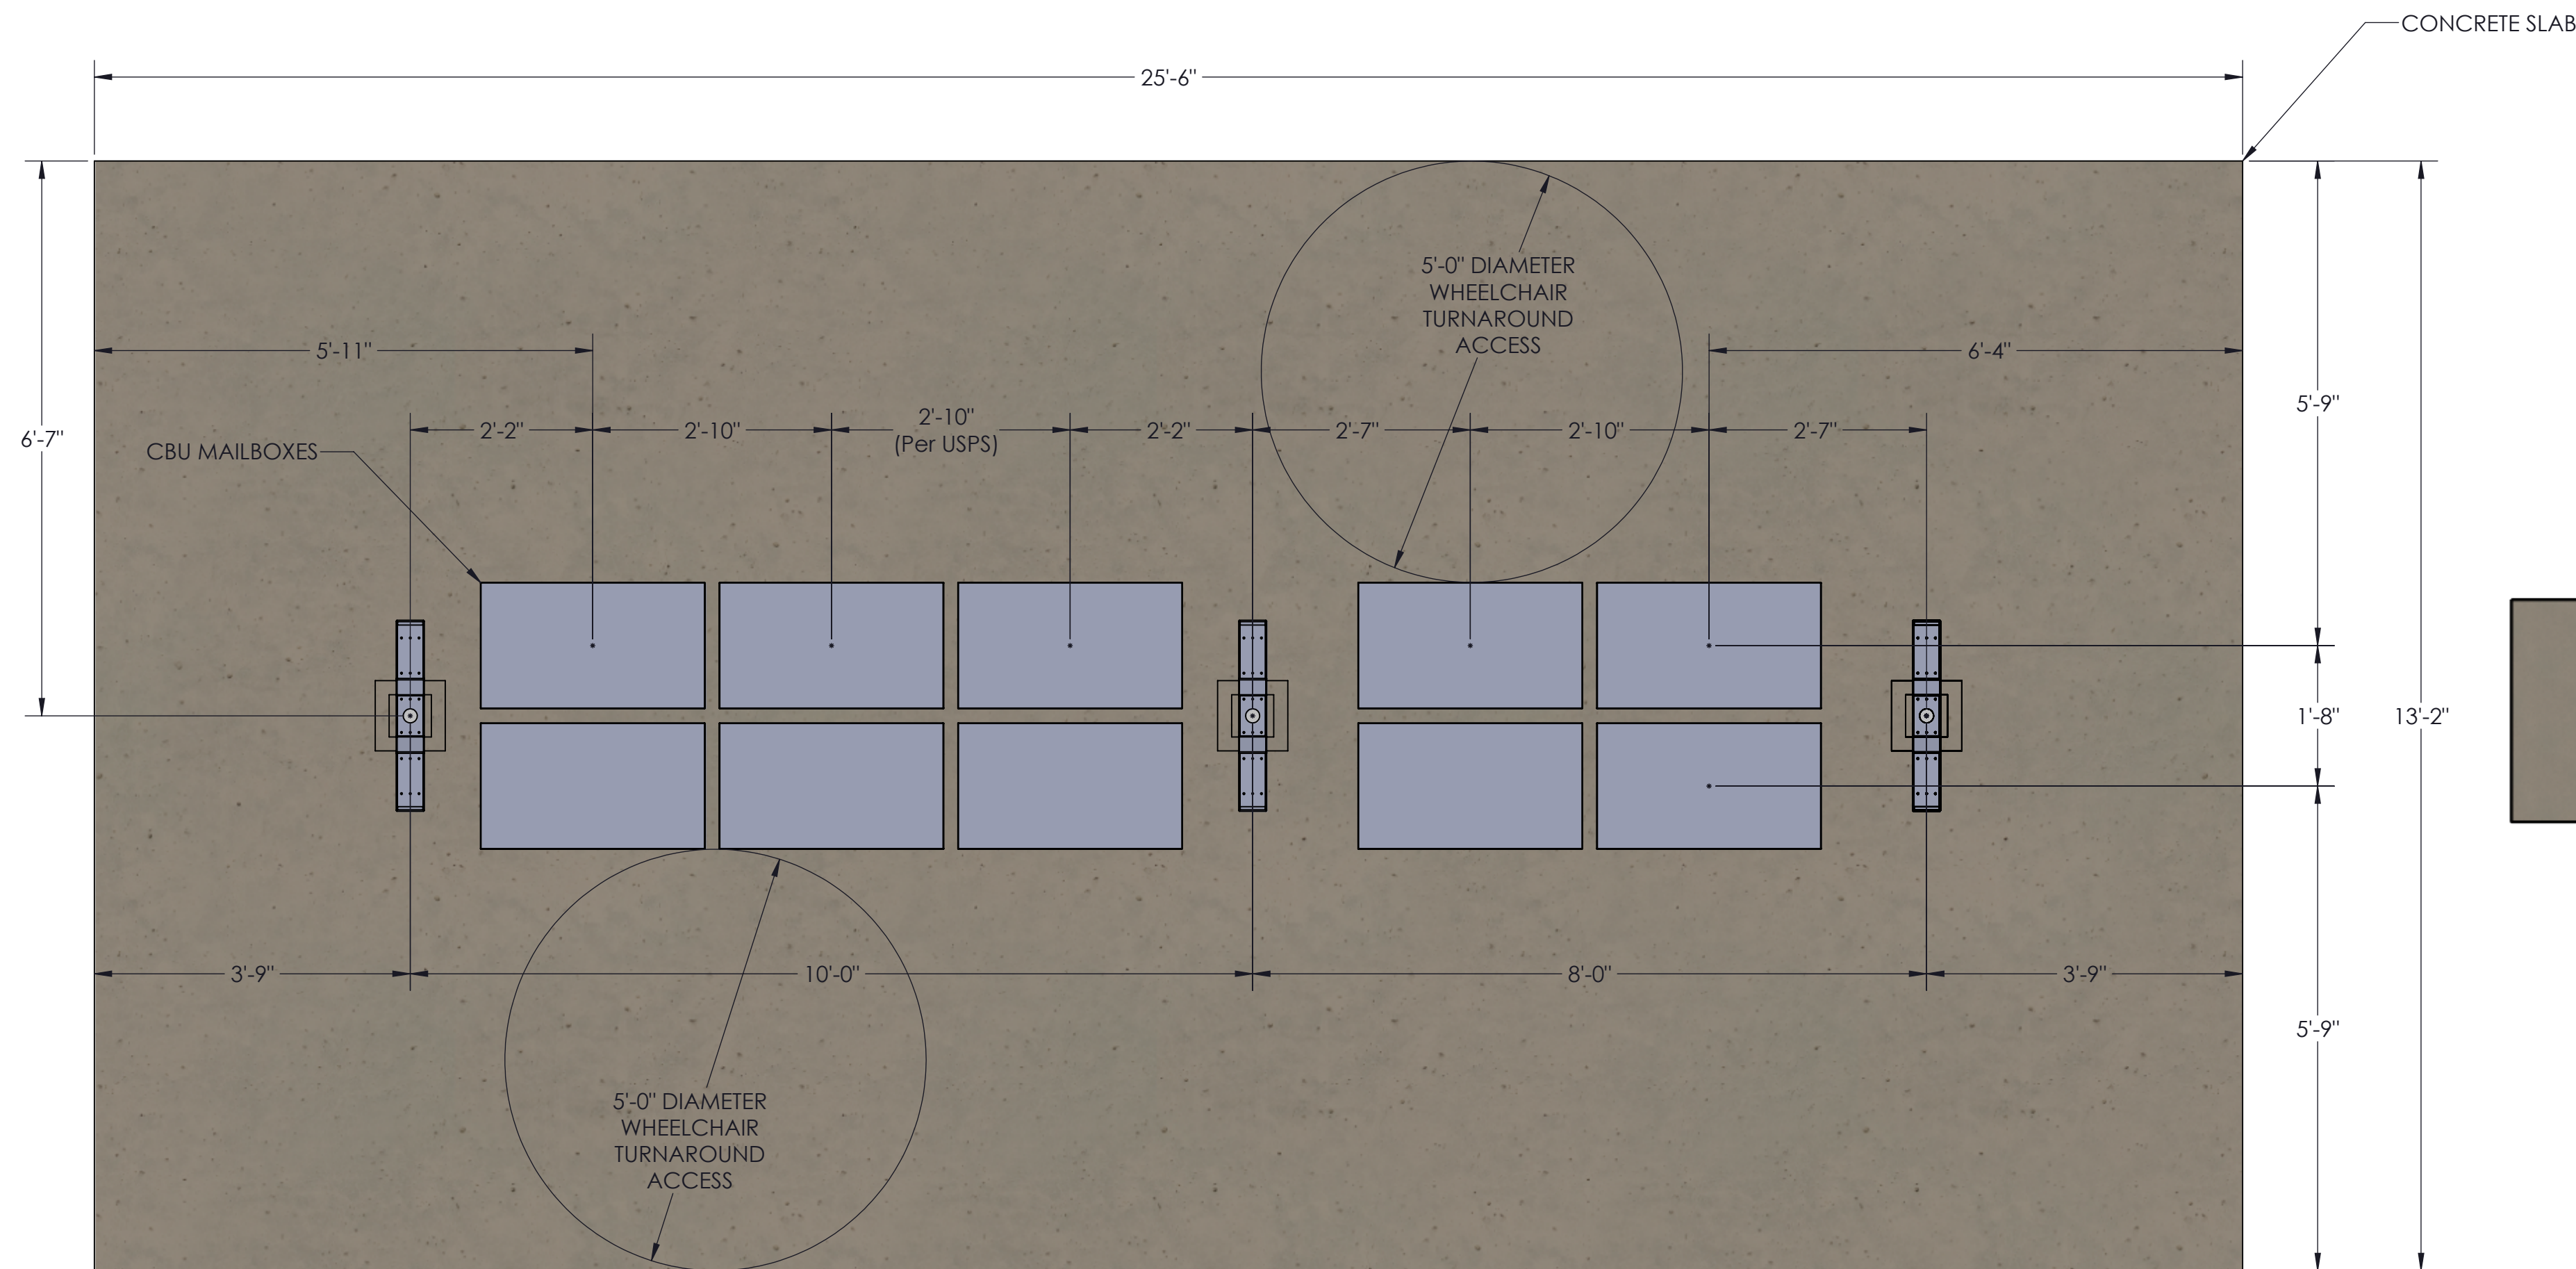 CONCRETE SLAB
25'-6"
5'-0" DIAMETER
WHEELCHAIR
TURNAROUND
ACCESS
5'-11"
6'-4"
5'-9"
6'-7"
CBU MAILBOXES
2'-2"
2'-10"
2'-10"
(Per USPS)
2'-2"
2'-7"
2'-10"
2'-7"
1'-8"
13'-2"
3'-9"
10'-0"
8'-0"
3'-9"
5'-9"
5'-0" DIAMETER
WHEELCHAIR
TURNAROUND
ACCESS